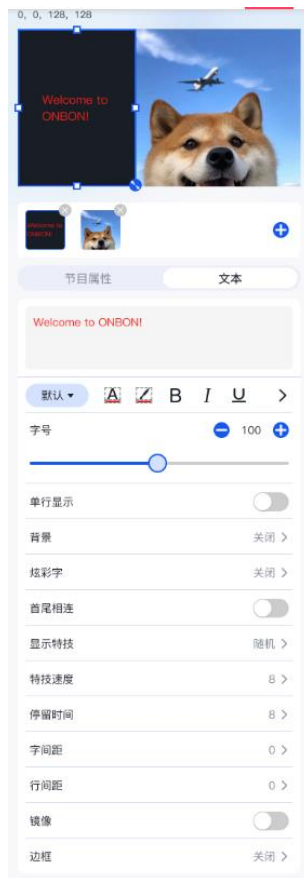 0, 0, 128, 128
Welcome to
ONBON!
节目属性
文本
Welcome to ONBON!
默认
A
B
I
U
字号
100
单行显示
背景
关闭
炫彩字
关闭
首尾相连
显示特技
随机
特技速度
8
停留时间
8
字间距
0
行间距
0
镜像
边框
关闭